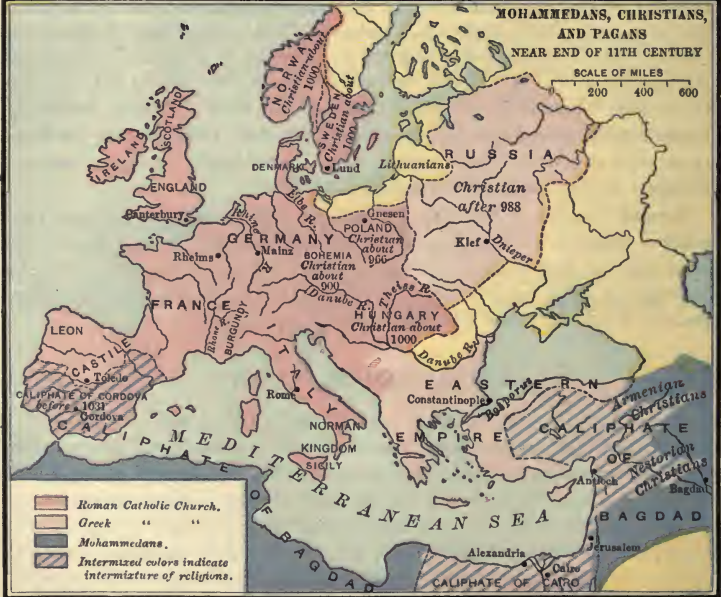 MOHAMMEDANS, CHRISTIANS,
AND PAGANS
NEAR END OF 11TH CENTURY
SCALE OF MILES
200 400 600
NORWAY
Christian about
1000
SWEDEN
Christian about
1000
SCOTLAND
IRELAND
ENGLAND
Canterbury
DENMARK
Lund
Lithuanians
RUSSIA
Christian
after 988
Kief
Dnieper
Elbe R.
Gnesen
POLAND
Christian
about
966
Rhine
GERMANY
Mainz
Rheims
BOHEMIA
Christian
about
900
Theiss R.
Danube R.
HUNGARY
Christian about
1000
Danube R.
FRANCE
BURGUNDY
Rhone R.
LEON
CASTILE
Toledo
CALIPHATE OF CORDOVA
before 1031
Cordova
ITALY
Rome
NORMAN
KINGDOM
SICILY
EASTERN
EMPIRE
Constantinople
Bosporus
Armenian
Christians
CALIPHATE
OF
BAGDAD
Nestorian
Christians
Antioch
Bagdad
Jerusalem
MEDITERRANEAN SEA
CALIPHATE OF BAGDAD
Alexandria
Cairo
CALIPHATE OF CAIRO
Roman Catholic Church.
Greek " "
Mohammedans.
Intermixed colors indicate
intermixture of religions.